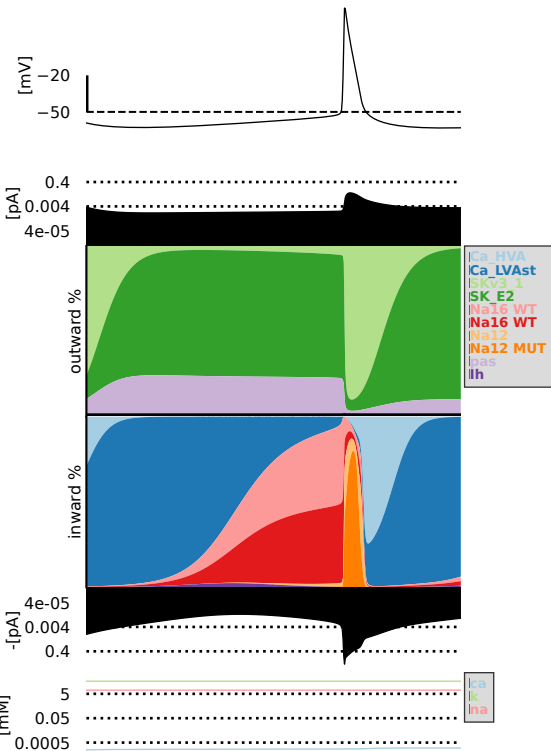 [mV]
−20
−50
[pA]
0.4
0.004
4e-05
outward %
Ca_HVA
Ca_LVAst
SKv3_1
SK_E2
Na16 WT
Na16 WT
Na12
Na12 MUT
pas
Ih
inward %
-[pA]
4e-05
0.004
0.4
[mM]
5
0.05
0.0005
ca
k
na